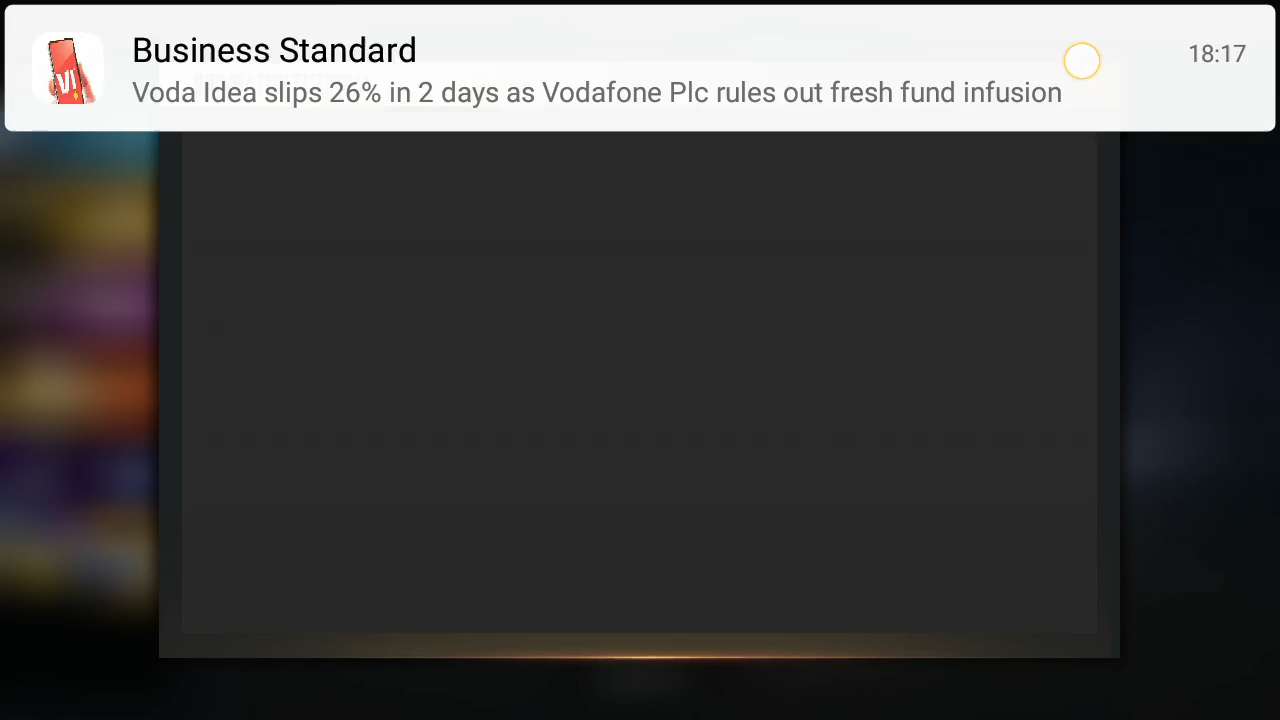 Business Standard
18:17
Voda Idea slips 26% in 2 days as Vodafone Plc rules out fresh fund infusion
VI